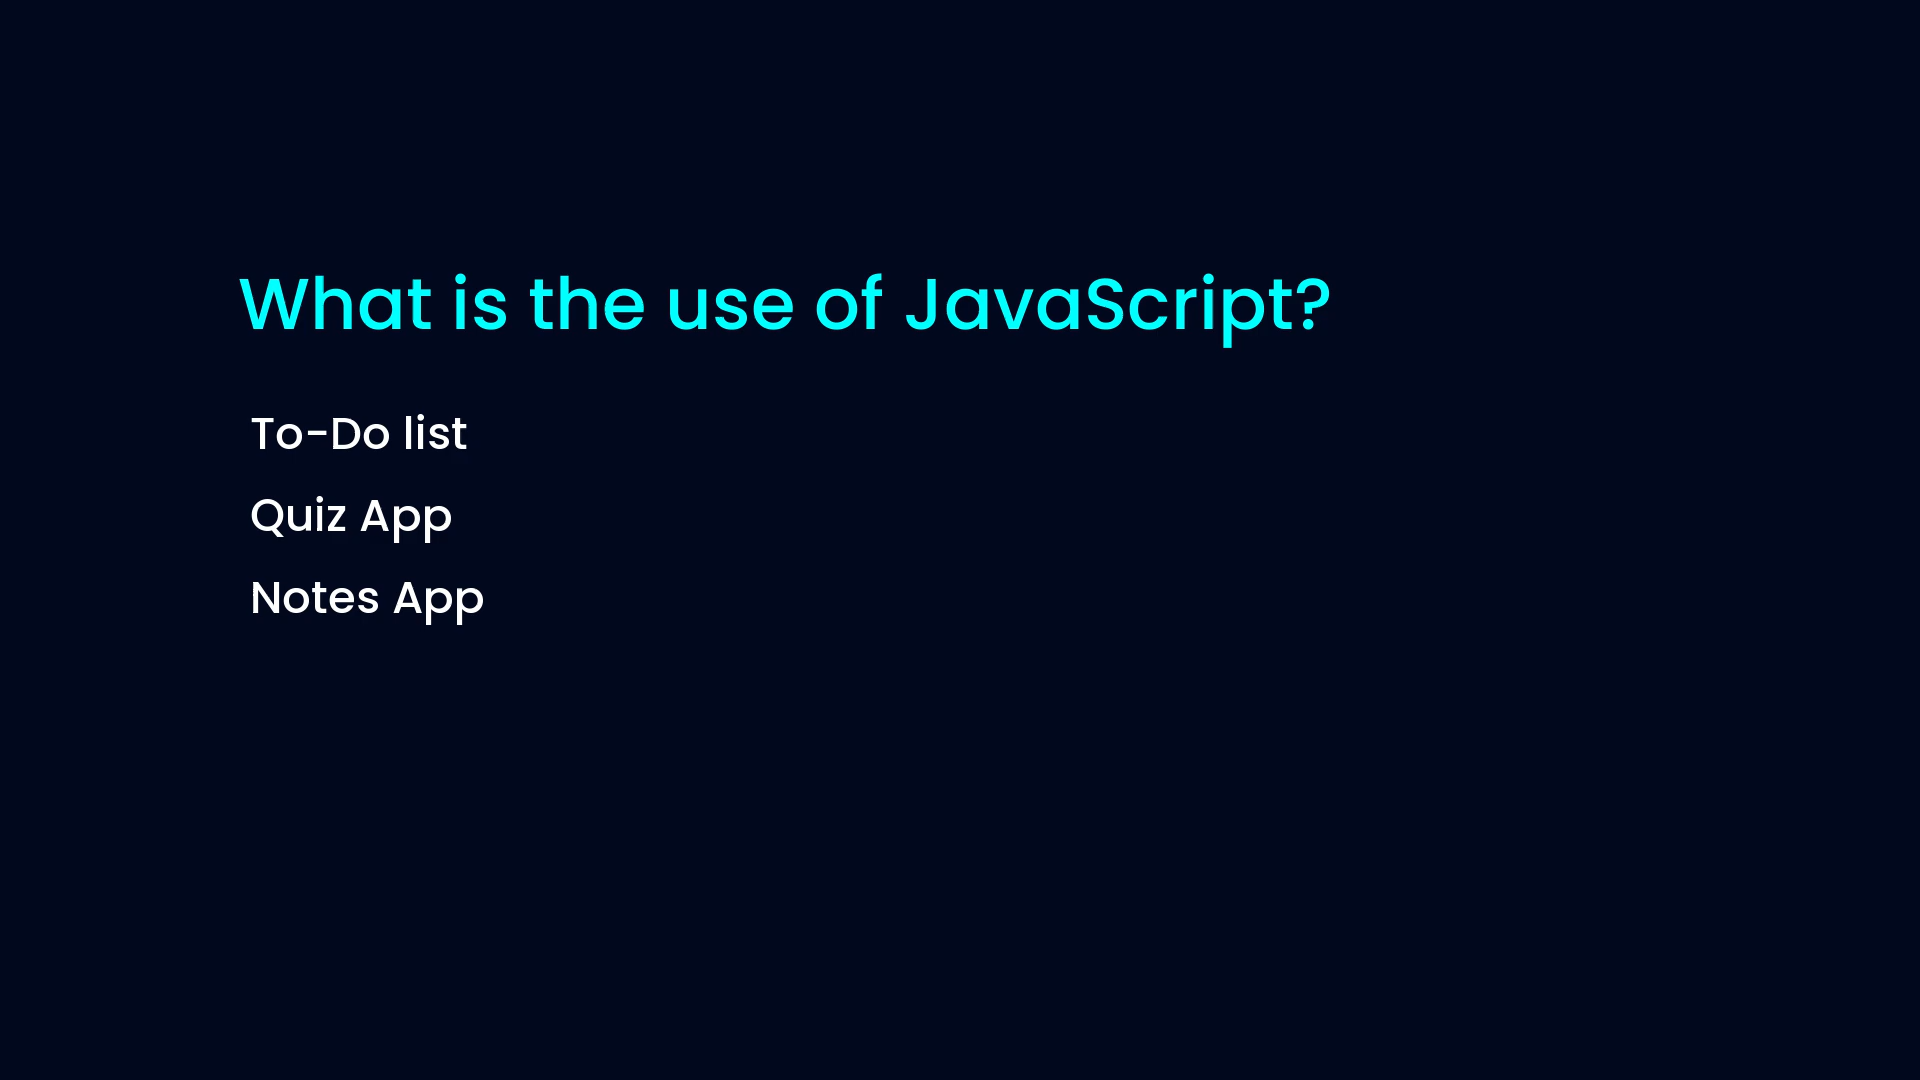 What is the use of JavaScript?
To-Do list
Quiz App
Notes App